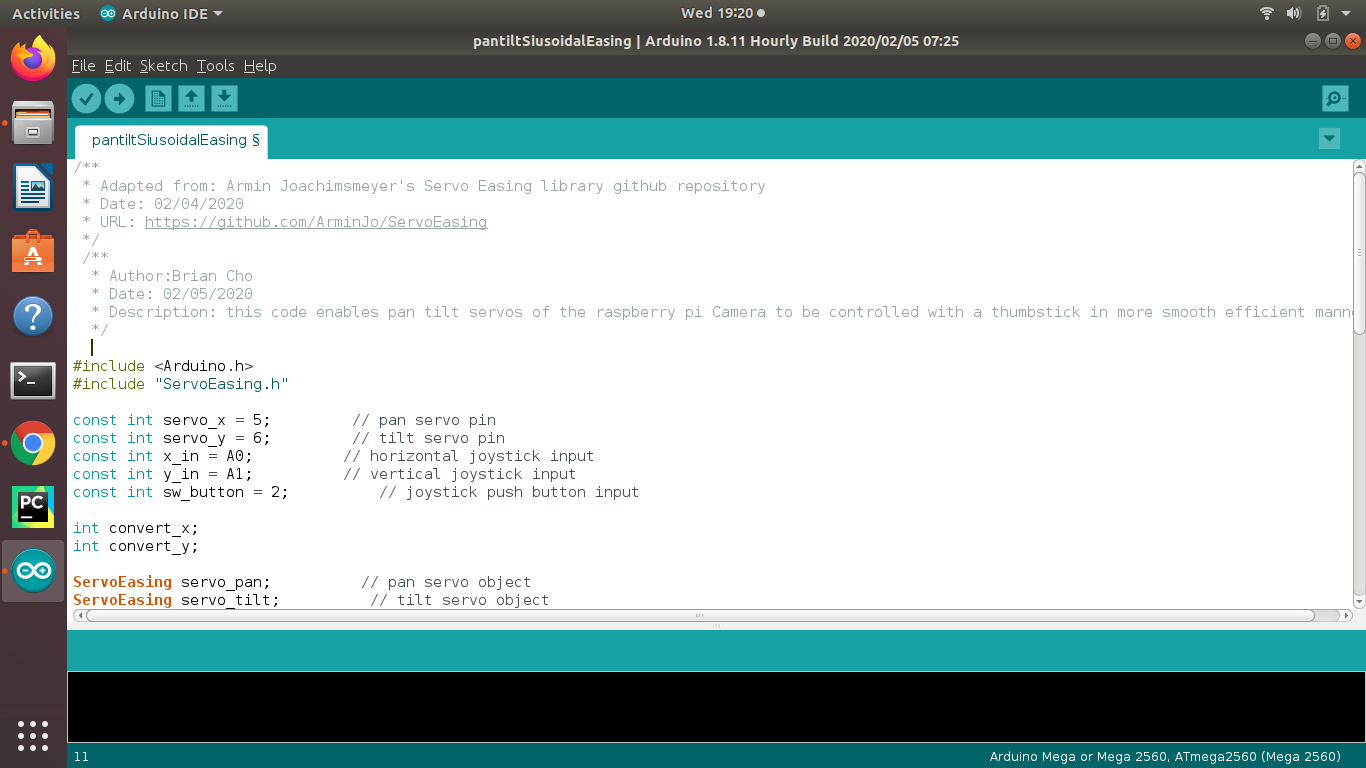 Activities Arduino IDE Wed 19:20
pantiltSiusoidalEasing | Arduino 1.8.11 Hourly Build 2020/02/05 07:25
File Edit Sketch Tools Help
pantiltSiusoidalEasing §
/**
* Adapted from: Armin Joachimsmeyer's Servo Easing library github repository
* Date: 02/04/2020
* URL: https://github.com/ArminJo/ServoEasing
*/
/**
* Author:Brian Cho
* Date: 02/05/2020
* Description: this code enables pan tilt servos of the raspberry pi Camera to be controlled with a thumbstick in more smooth efficient mann
*/
#include <Arduino.h>
#include "ServoEasing.h"
const int servo_x = 5; // pan servo pin
const int servo_y = 6; // tilt servo pin
const int x_in = A0; // horizontal joystick input
const int y_in = A1; // vertical joystick input
const int sw_button = 2; // joystick push button input
int convert_x;
int convert_y;
ServoEasing servo_pan; // pan servo object
ServoEasing servo_tilt; // tilt servo object
PC
11 Arduino Mega or Mega 2560, ATmega2560 (Mega 2560)